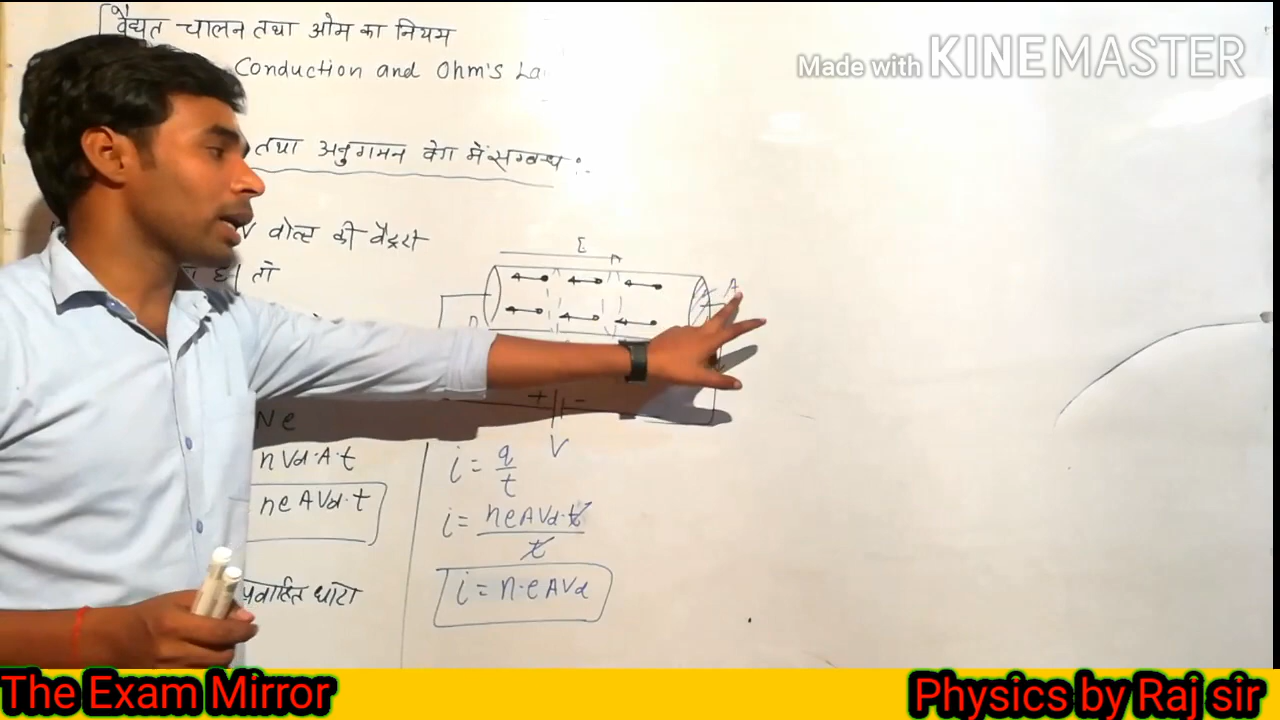 वैद्यत चालन तथा ओम का नियम
Conduction and Ohm's La
Made with KINEMASTER
तथा अनुगमन वेग में सम्बन्ध :-
V वोल्ट की बैट्री
है। तो
E
A
+ -
V
Ne
nVd·A·t
neAVd·t
प्रवाहित धारा
i = q/t
i = neAVd·t/t
i = n·eAVd
The Exam Mirror
Physics by Raj sir